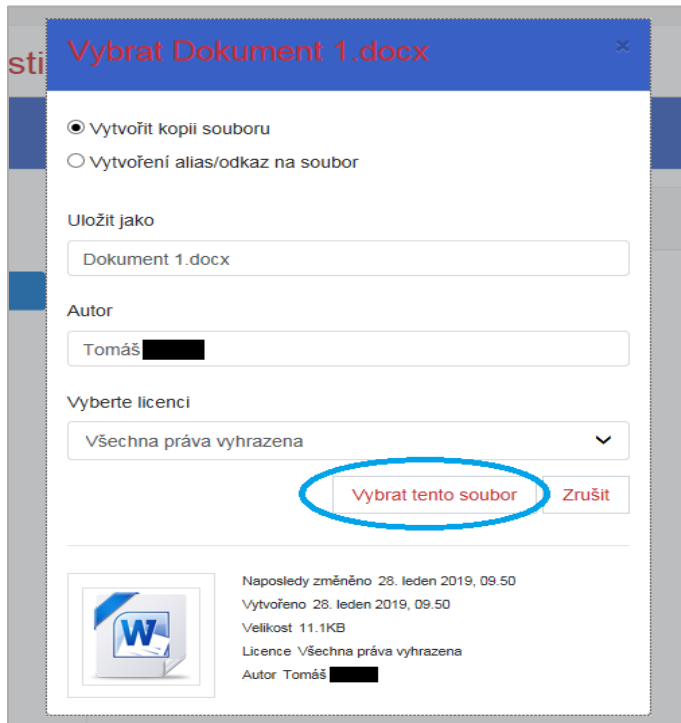 sti
Vybrat Dokument 1.docx ×
Vytvořit kopii souboru
Vytvoření alias/odkaz na soubor
Uložit jako
Dokument 1.docx
Autor
Tomáš
Vyberte licenci
Všechna práva vyhrazena
Vybrat tento soubor Zrušit
Naposledy změněno 28. leden 2019, 09.50
Vytvořeno 28. leden 2019, 09.50
Velikost 11.1KB
Licence Všechna práva vyhrazena
Autor Tomáš
W